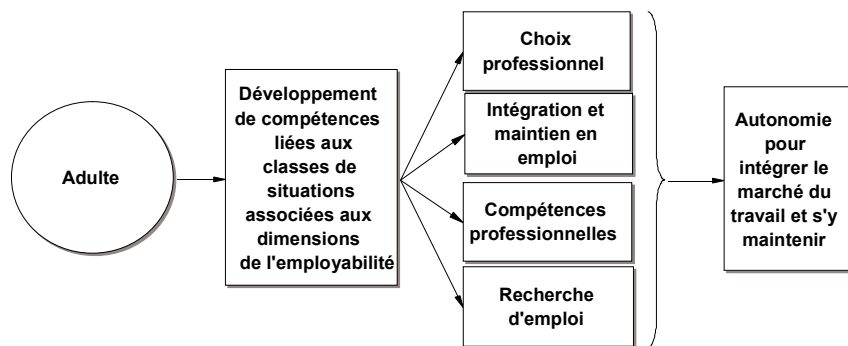 Adulte
Développement
de compétences
liées aux
classes de
situations
associées aux
dimensions
de l'employabilité
Choix
professionnel
Intégration et
maintien en
emploi
Compétences
professionnelles
Recherche
d'emploi
Autonomie
pour
intégrer le
marché du
travail et s'y
maintenir